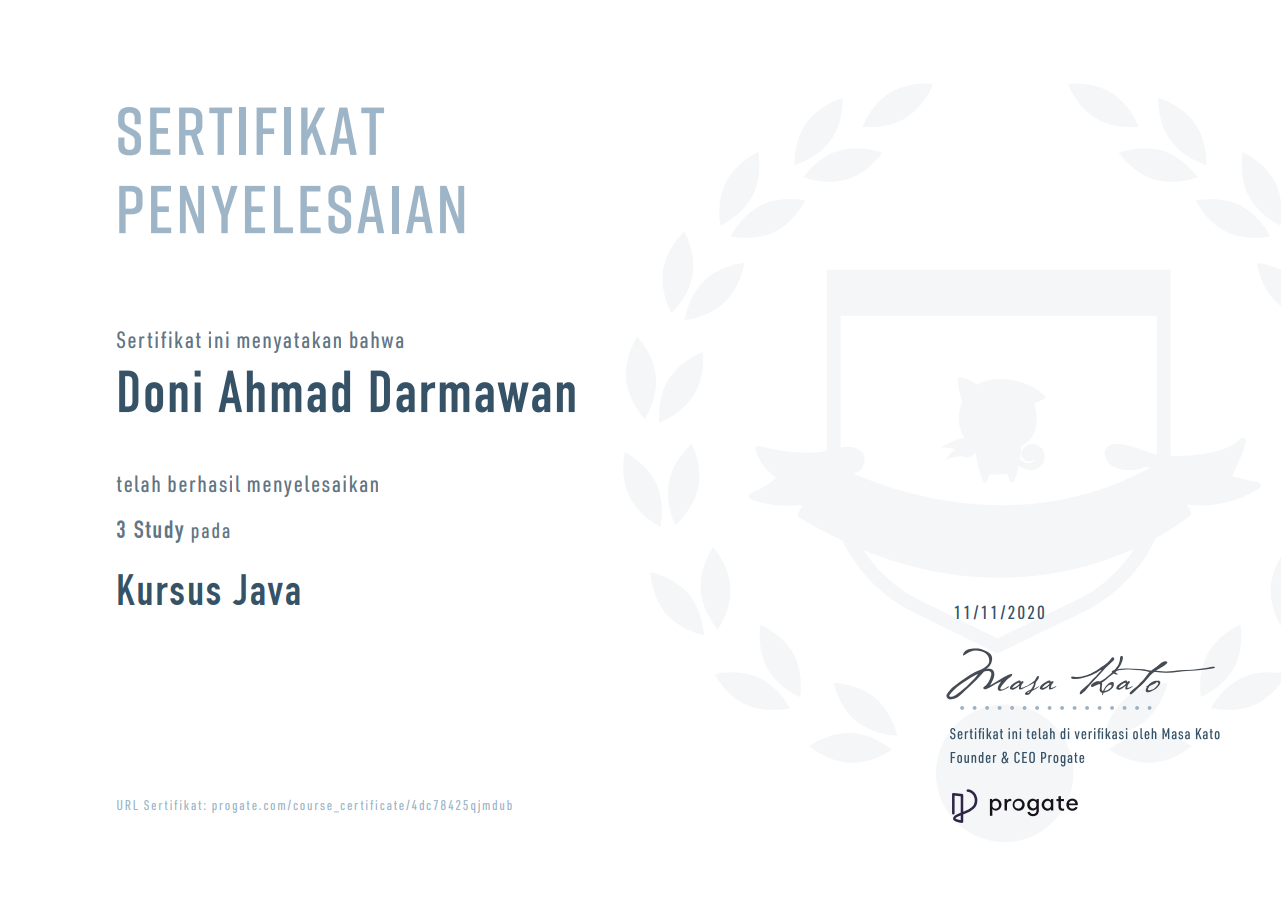 SERTIFIKAT
PENYELESAIAN
Sertifikat ini menyatakan bahwa
Doni Ahmad Darmawan
telah berhasil menyelesaikan
3 Study pada
Kursus Java
11/11/2020
Masa Kato
Sertifikat ini telah di verifikasi oleh Masa Kato
Founder & CEO Progate
progate
URL Sertifikat: progate.com/course_certificate/4dc78425qjmdub